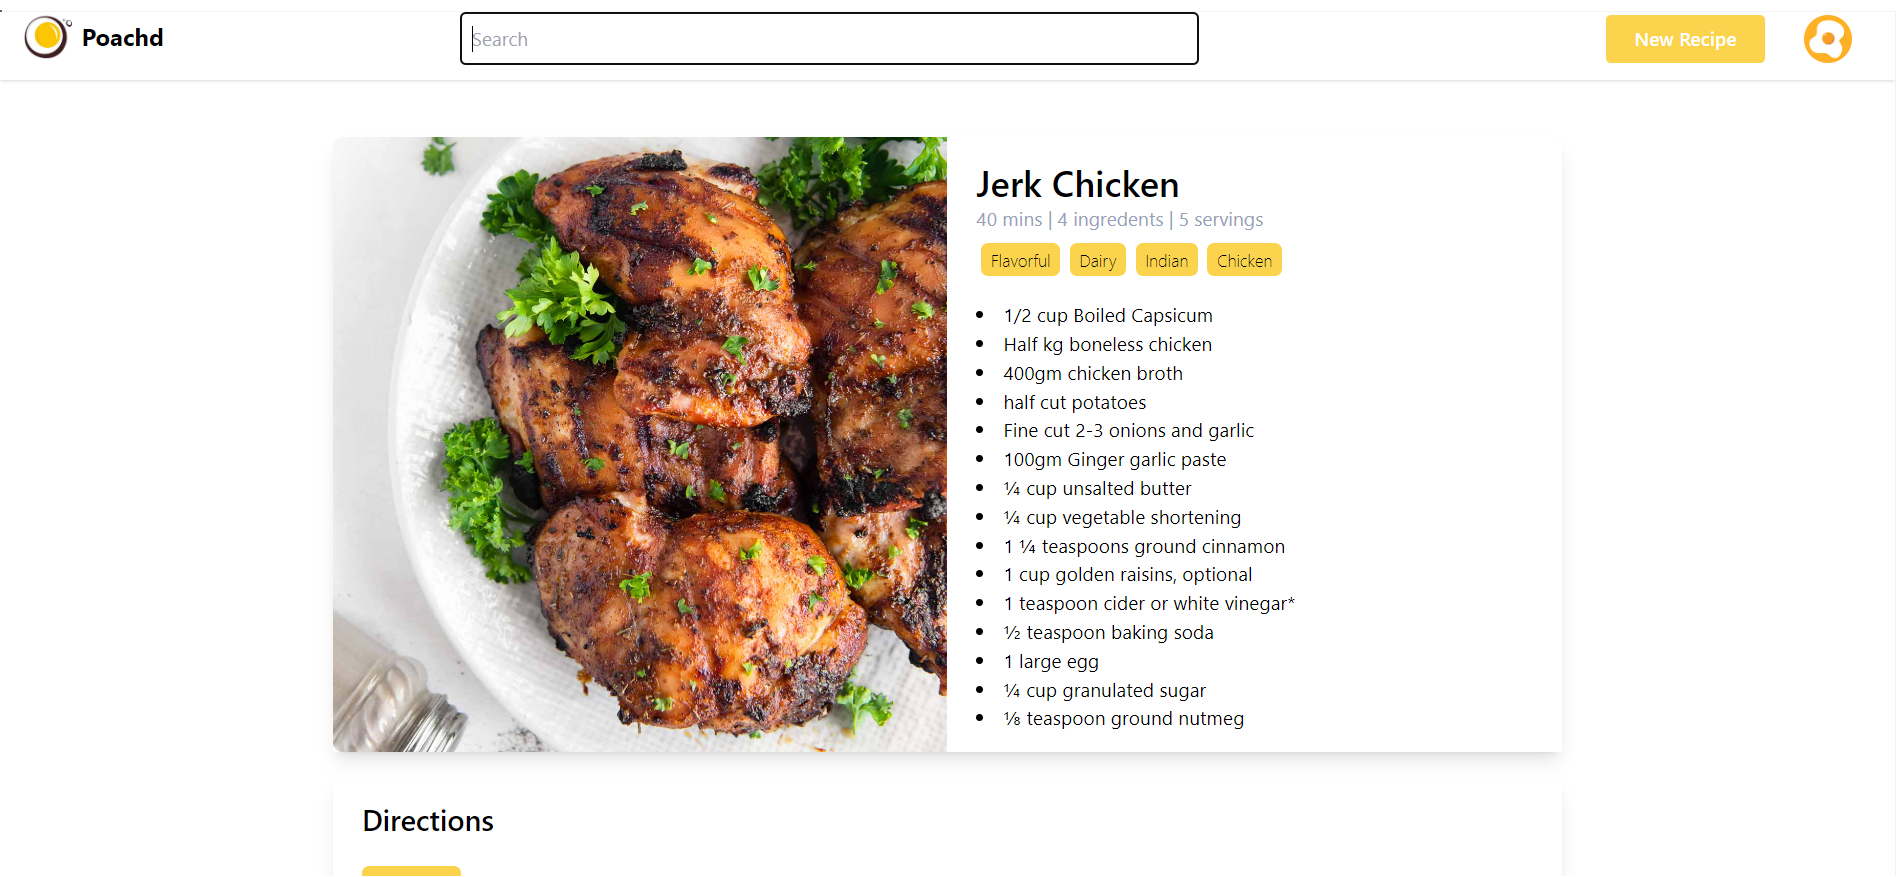 Poachd
Search
New Recipe
Jerk Chicken
40 mins | 4 ingredents | 5 servings
Flavorful Dairy Indian Chicken
1/2 cup Boiled Capsicum
Half kg boneless chicken
400gm chicken broth
half cut potatoes
Fine cut 2-3 onions and garlic
100gm Ginger garlic paste
¼ cup unsalted butter
¼ cup vegetable shortening
1 ¼ teaspoons ground cinnamon
1 cup golden raisins, optional
1 teaspoon cider or white vinegar*
½ teaspoon baking soda
1 large egg
¼ cup granulated sugar
⅛ teaspoon ground nutmeg
Directions